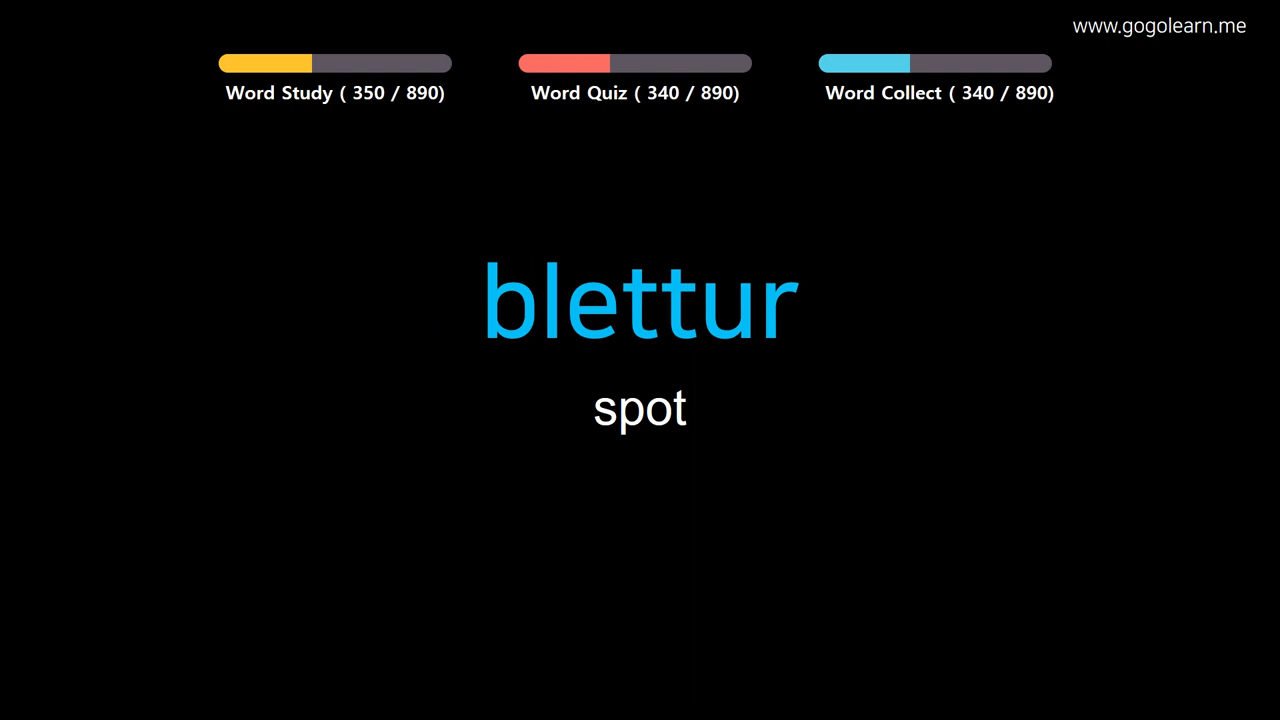 www.gogolearn.me
Word Study ( 350 / 890)
Word Quiz ( 340 / 890)
Word Collect ( 340 / 890)
blettur
spot